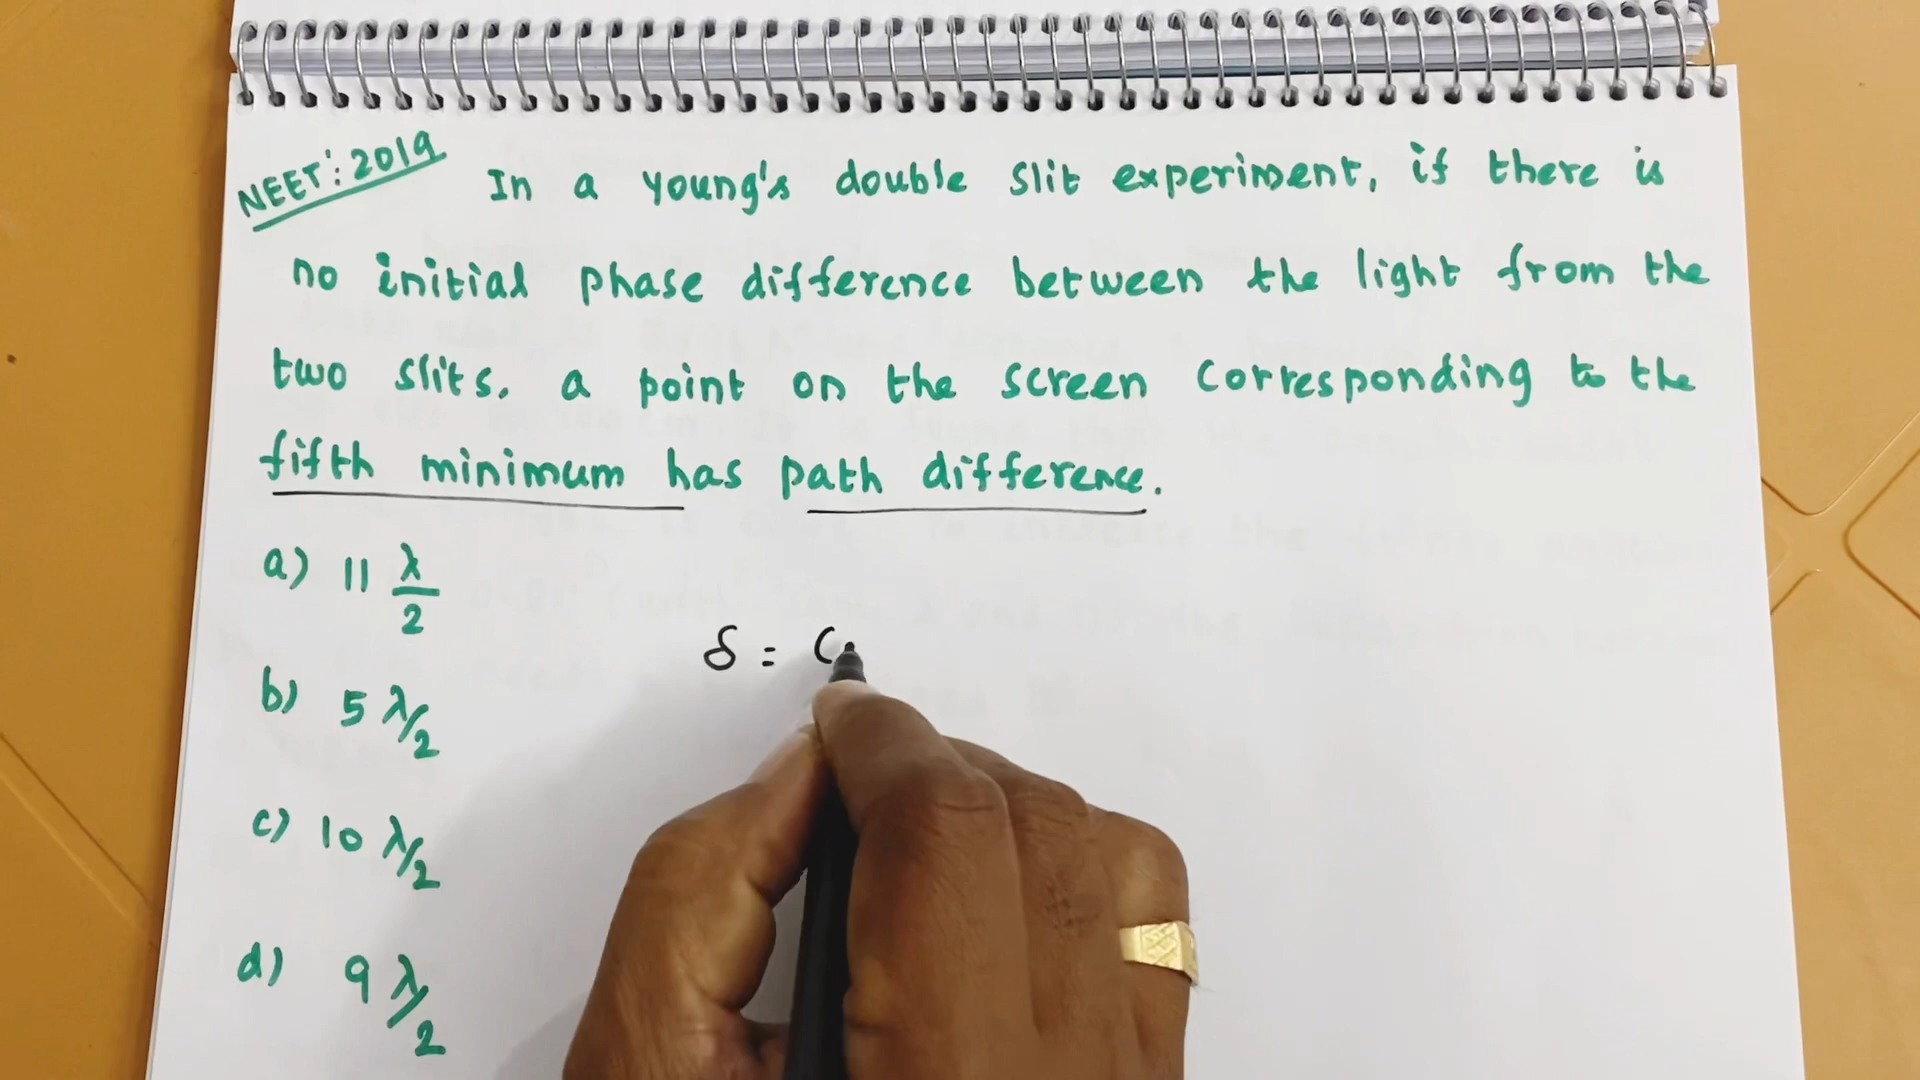 NEET: 2019
In a Young's double slit experiment, if there is
no initial phase difference between the light from the
two slits, a point on the screen corresponding to the
fifth minimum has path difference.
a) 11 λ/2
b) 5 λ/2
c) 10 λ/2
d) 9 λ/2
δ = (